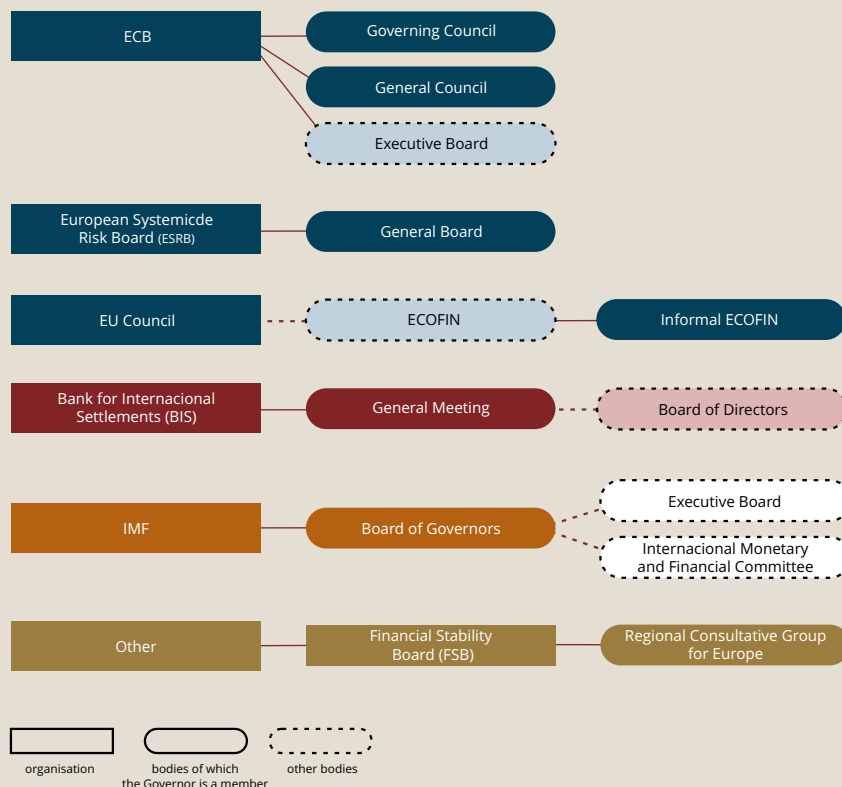 ECB
Governing Council
General Council
Executive Board
European Systemicde
Risk Board (ESRB)
General Board
EU Council
ECOFIN
Informal ECOFIN
Bank for Internacional
Settlements (BIS)
General Meeting
Board of Directors
IMF
Board of Governors
Executive Board
Internacional Monetary
and Financial Committee
Other
Financial Stability
Board (FSB)
Regional Consultative Group
for Europe
organisation
bodies of which
the Governor is a member
other bodies